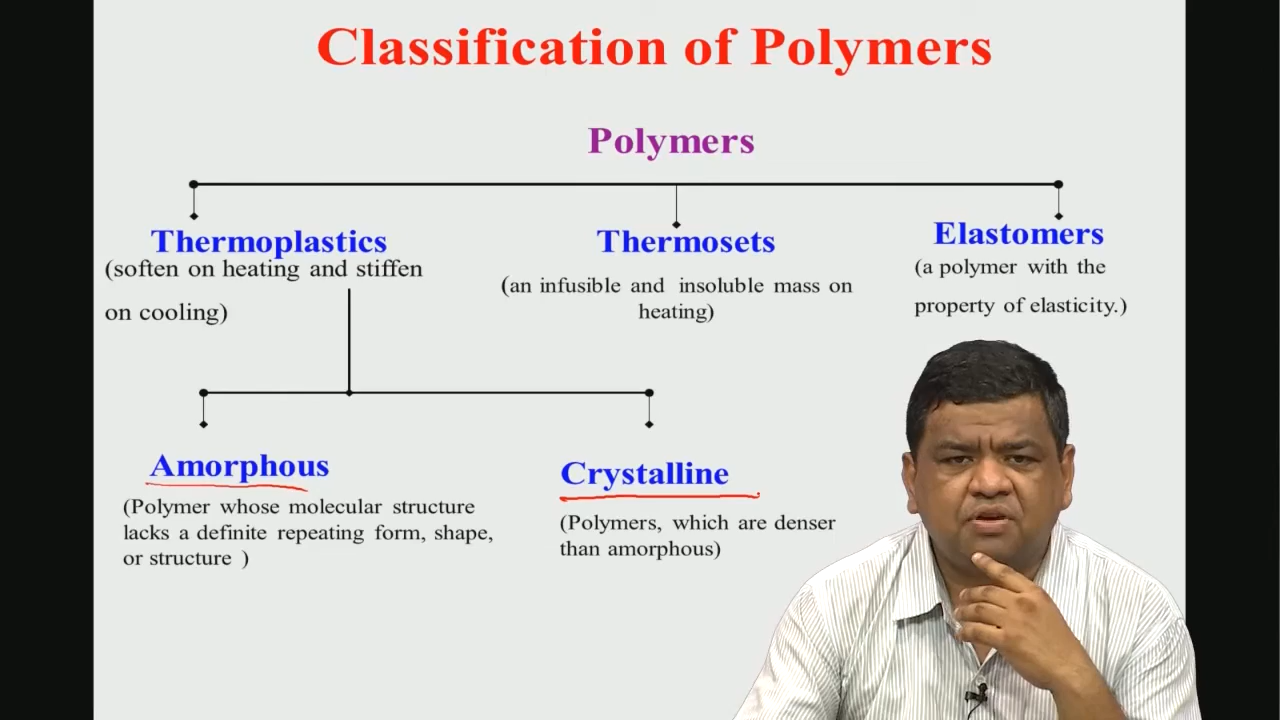 Classification of Polymers
Polymers
Thermoplastics
(soften on heating and stiffen
on cooling)
Thermosets
(an infusible and insoluble mass on
heating)
Elastomers
(a polymer with the
property of elasticity.)
Amorphous
(Polymer whose molecular structure
lacks a definite repeating form, shape,
or structure )
Crystalline
(Polymers, which are denser
than amorphous)